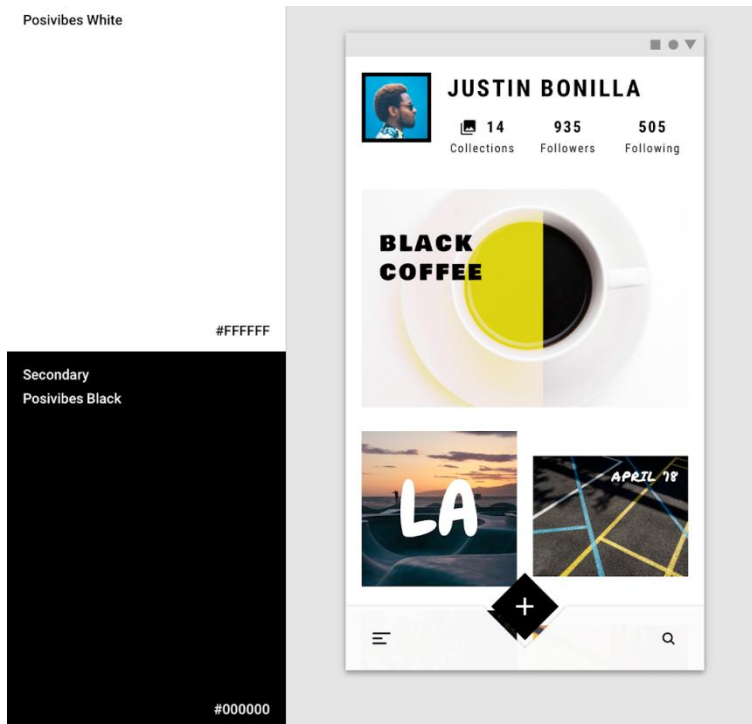 Posivibes White
#FFFFFF
Secondary
Posivibes Black
#000000
JUSTIN BONILLA
14 935 505
Collections Followers Following
BLACK
COFFEE
LA
APRIL 18